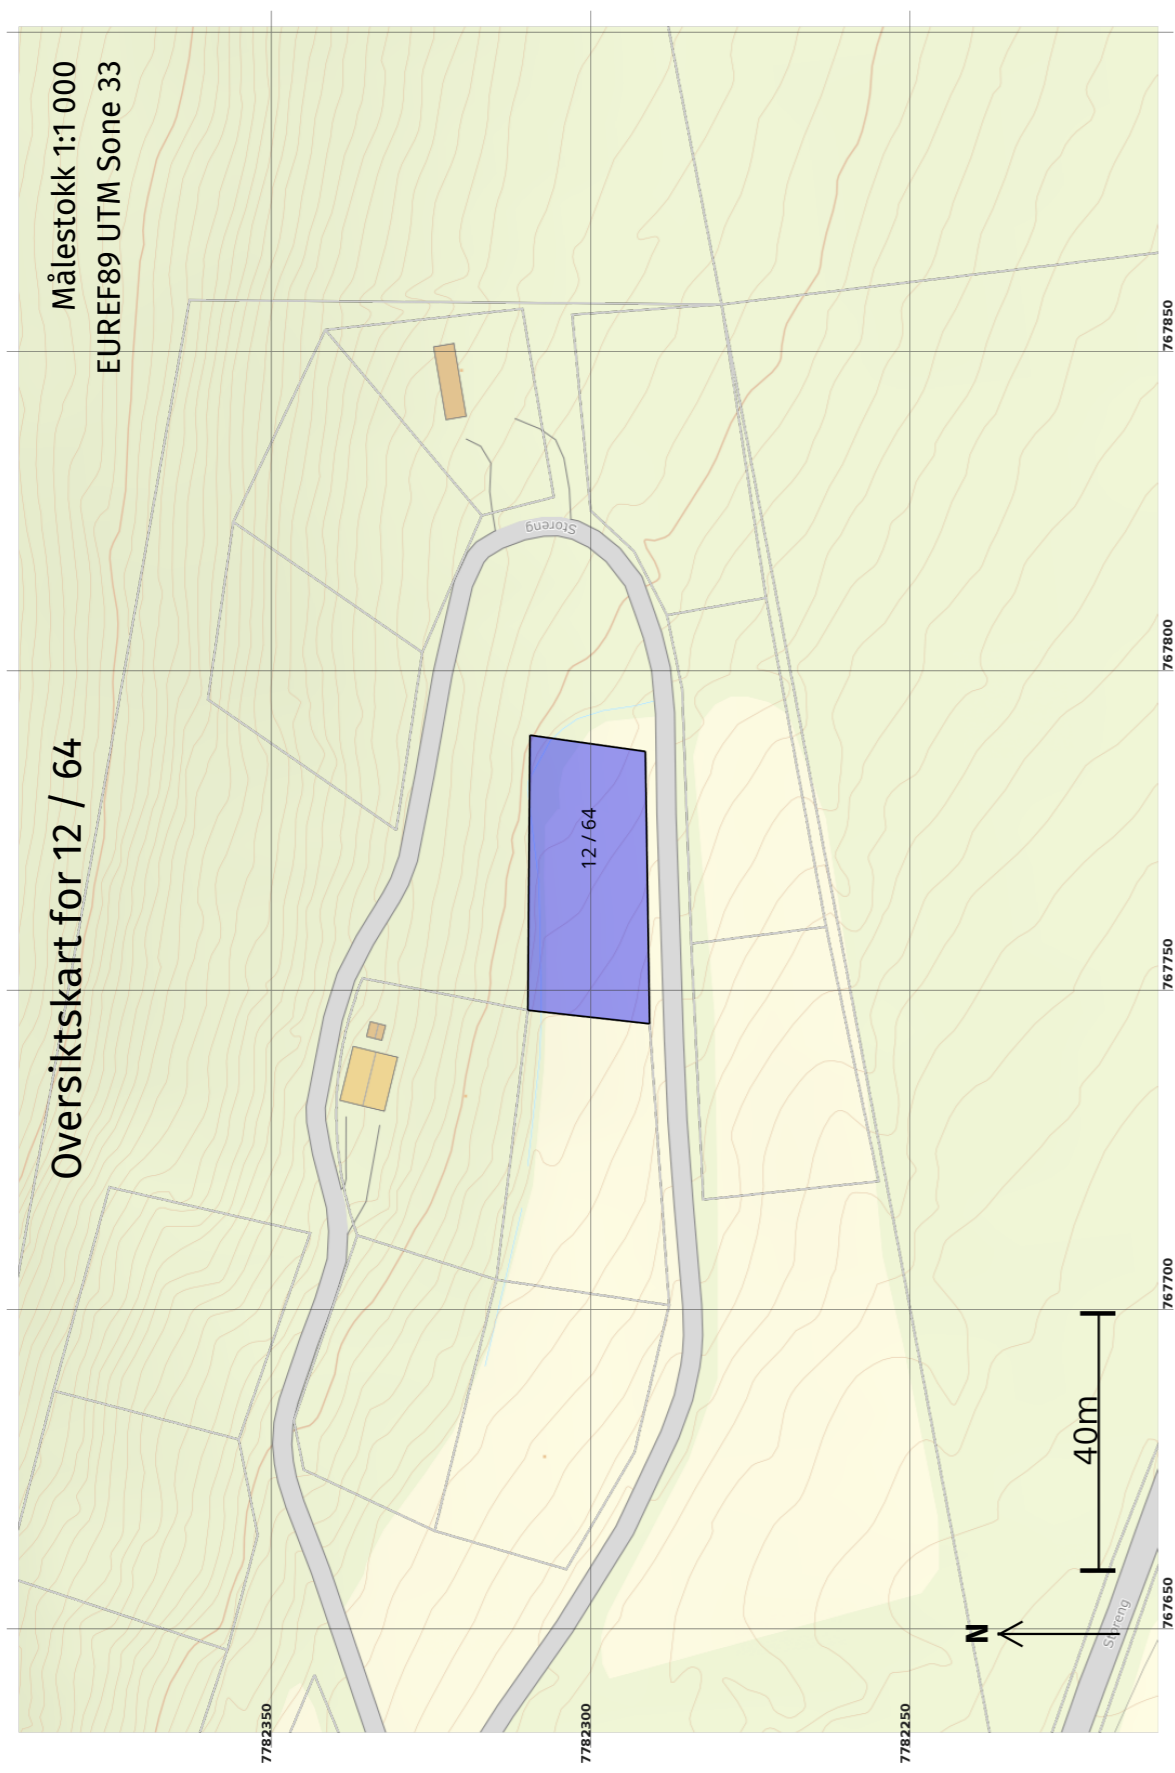 Målestokk 1:1 000
EUREF89 UTM Sone 33
Oversiktskart for 12 / 64
Storeng
12 / 64
40m
N
Storeng
7782350
7782300
7782250
767650
767700
767750
767800
767850